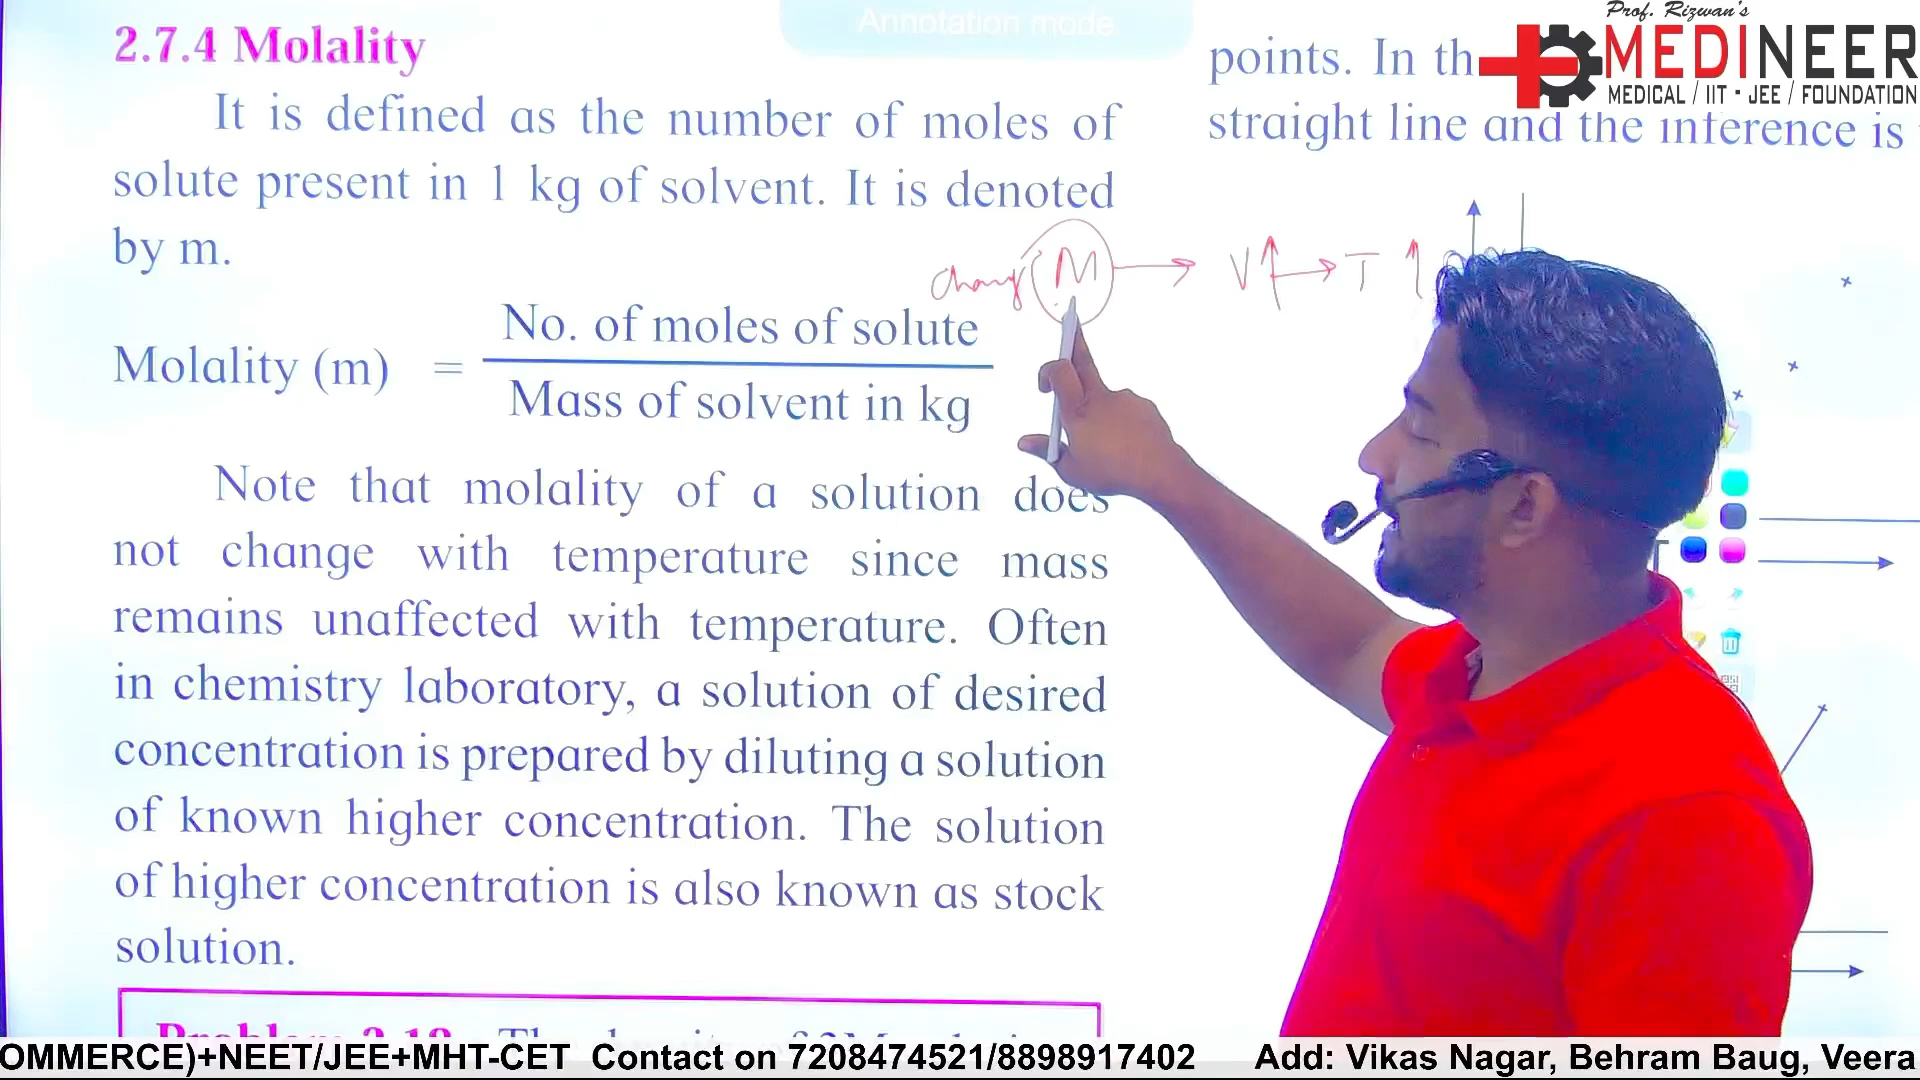 Annotation mode
2.7.4 Molality
It is defined as the number of moles of
solute present in 1 kg of solvent. It is denoted
by m.
Molality (m) = No. of moles of solute
Mass of solvent in kg
Note that molality of a solution does
not change with temperature since mass
remains unaffected with temperature. Often
in chemistry laboratory, a solution of desired
concentration is prepared by diluting a solution
of known higher concentration. The solution
of higher concentration is also known as stock
solution.
points. In th
straight line and the inference is
M → V↑ → T ↑
Prof. Rizwan's
MEDINEER
MEDICAL / IIT - JEE / FOUNDATION
OMMERCE)+NEET/JEE+MHT-CET Contact on 7208474521/8898917402 Add: Vikas Nagar, Behram Baug, Veera